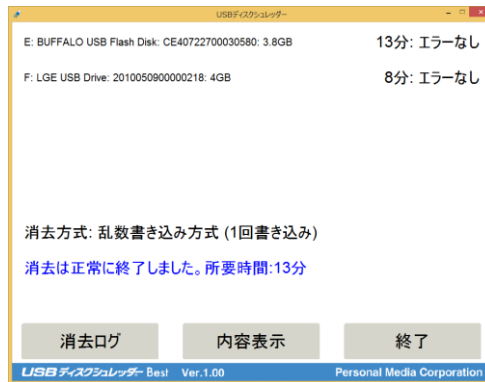 USBディスクシュレッダー
E: BUFFALO USB Flash Disk: CE40722700030580: 3.8GB 13分: エラーなし
F: LGE USB Drive: 2010050900000218: 4GB 8分: エラーなし
消去方式: 乱数書き込み方式 (1回書き込み)
消去は正常に終了しました。所要時間:13分
消去ログ 内容表示 終了
USB ディスクシュレッダー Best Ver.1.00 Personal Media Corporation